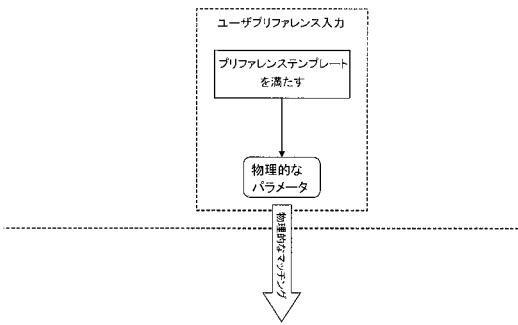 ユーザプリファレンス入力
プリファレンステンプレート
を満たす
物理的な
パラメータ
物理的なマッチング